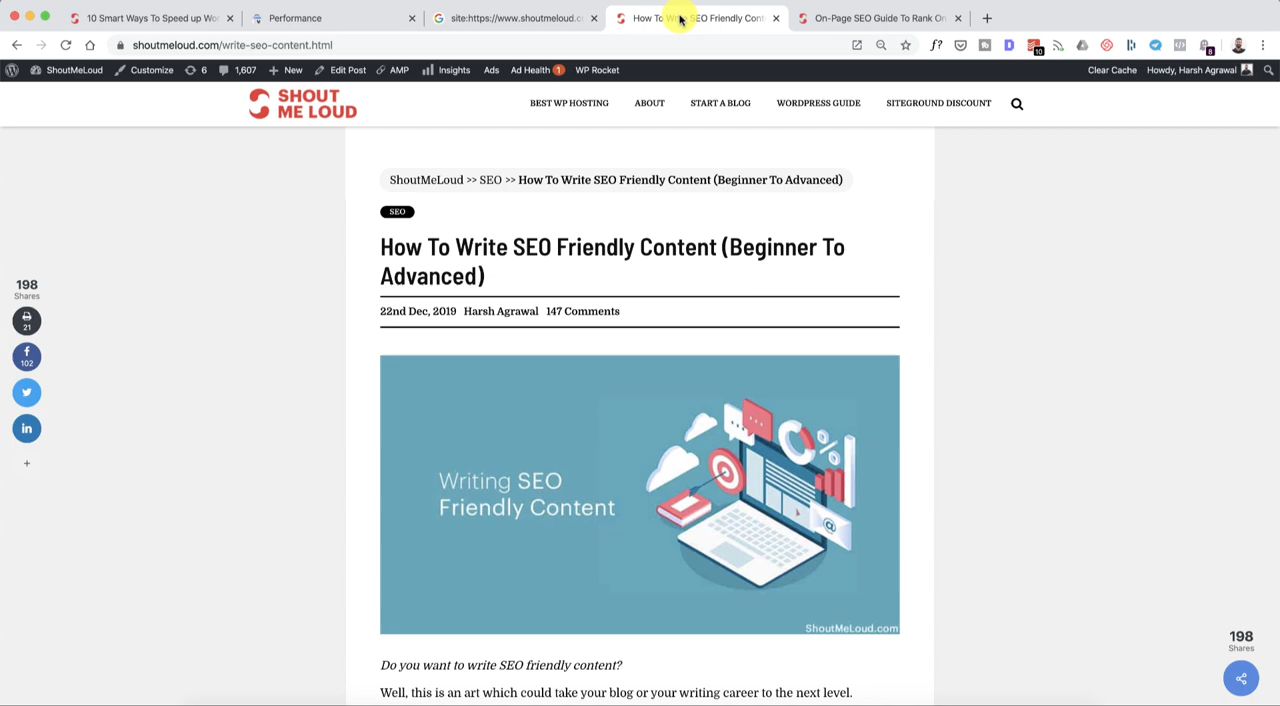 10 Smart Ways To Speed up Wor
Performance
site:https://www.shoutmeloud.c
How To W SEO Friendly Cont
On-Page SEO Guide To Rank On
shoutmeloud.com/write-seo-content.html
f?
10
8
ShoutMeLoud
Customize
6
1,607
New
Edit Post
AMP
Insights
Ads
Ad Health 1
WP Rocket
Clear Cache
Howdy, Harsh Agrawal
SHOUT
ME LOUD
BEST WP HOSTING
ABOUT
START A BLOG
WORDPRESS GUIDE
SITEGROUND DISCOUNT
ShoutMeLoud >> SEO >> How To Write SEO Friendly Content (Beginner To Advanced)
SEO
How To Write SEO Friendly Content (Beginner To
Advanced)
22nd Dec, 2019 Harsh Agrawal 147 Comments
198
Shares
21
f
102
in
+
Writing SEO
Friendly Content
ShoutMeLoud.com
198
Shares
Do you want to write SEO friendly content?
Well, this is an art which could take your blog or your writing career to the next level.